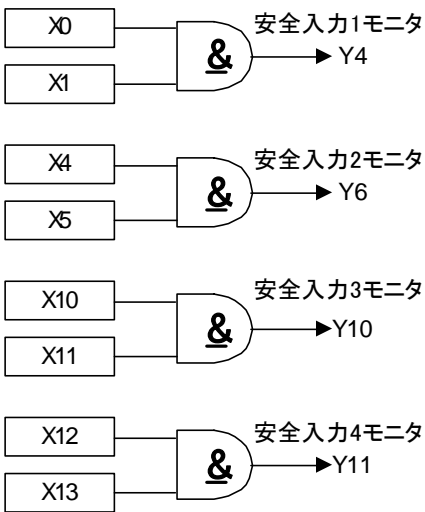 X0
安全入力1モニタ
&
Y4
X1
X4
安全入力2モニタ
&
Y6
X5
X10
安全入力3モニタ
&
Y10
X11
X12
安全入力4モニタ
&
Y11
X13